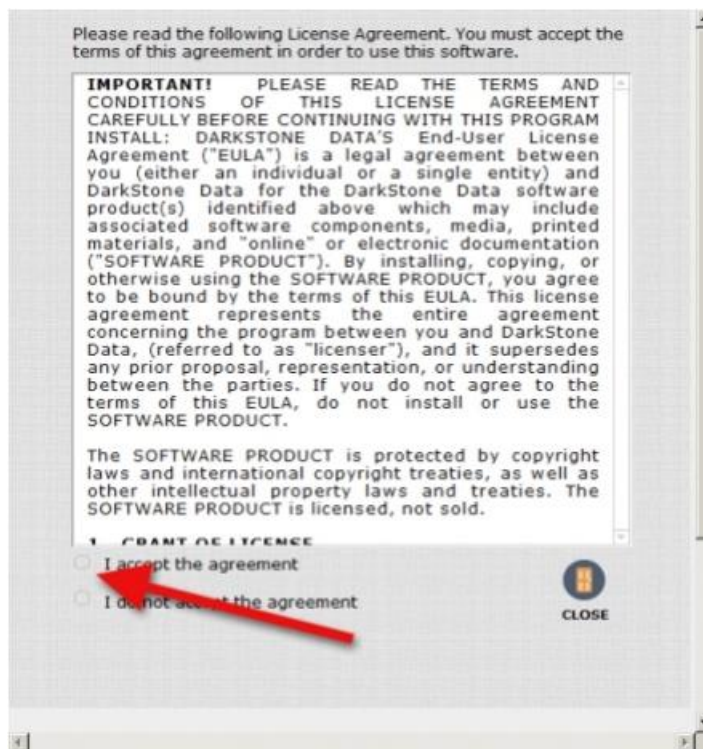 Please read the following License Agreement. You must accept the
terms of this agreement in order to use this software.
IMPORTANT! PLEASE READ THE TERMS AND
CONDITIONS OF THIS LICENSE AGREEMENT
CAREFULLY BEFORE CONTINUING WITH THIS PROGRAM
INSTALL: DARKSTONE DATA'S End-User License
Agreement ("EULA") is a legal agreement between
you (either an individual or a single entity) and
DarkStone Data for the DarkStone Data software
product(s) identified above which may include
associated software components, media, printed
materials, and "online" or electronic documentation
("SOFTWARE PRODUCT"). By installing, copying, or
otherwise using the SOFTWARE PRODUCT, you agree
to be bound by the terms of this EULA. This license
agreement represents the entire agreement
concerning the program between you and DarkStone
Data, (referred to as "licenser"), and it supersedes
any prior proposal, representation, or understanding
between the parties. If you do not agree to the
terms of this EULA, do not install or use the
SOFTWARE PRODUCT.
The SOFTWARE PRODUCT is protected by copyright
laws and international copyright treaties, as well as
other intellectual property laws and treaties. The
SOFTWARE PRODUCT is licensed, not sold.
1. GRANT OF LICENSE
I accept the agreement
I do not accept the agreement
CLOSE